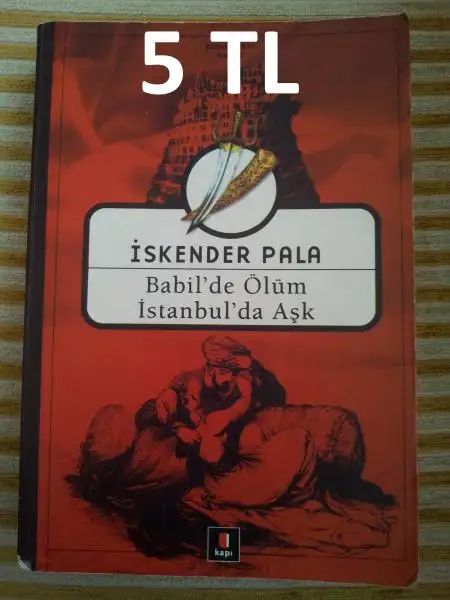 5 TL
İSKENDER PALA
Babil'de Ölüm
İstanbul'da Aşk
kapı